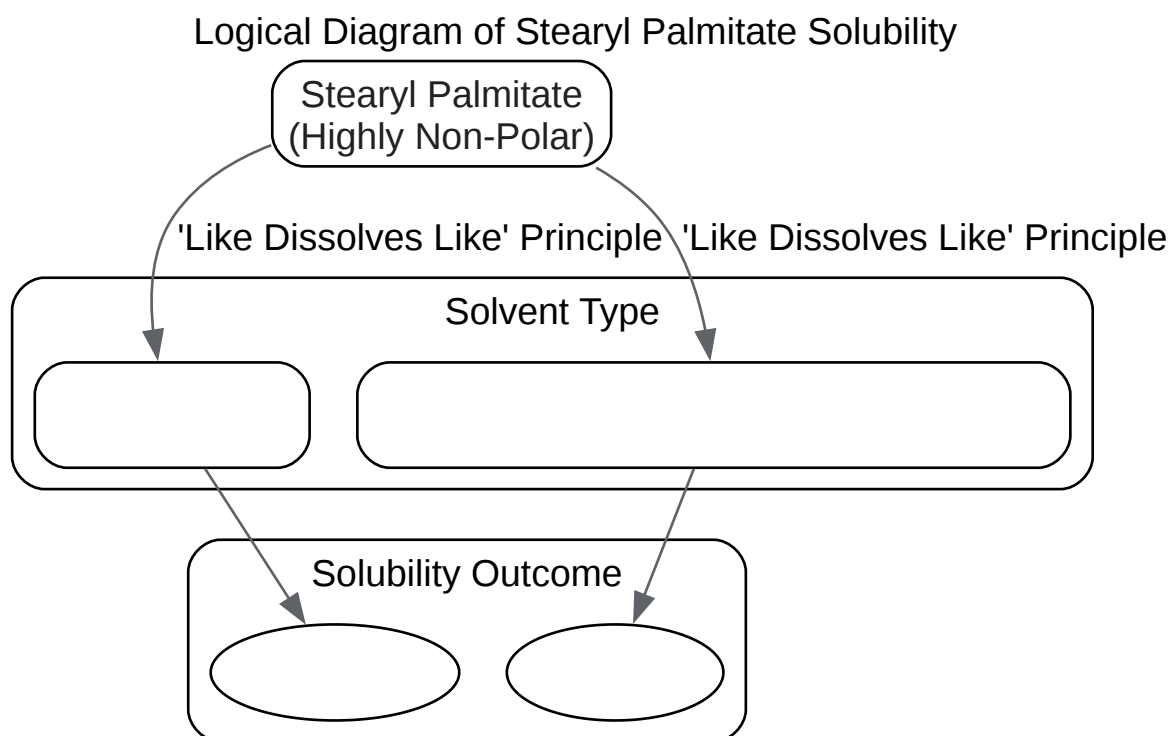 Logical Diagram of Stearyl Palmitate Solubility
Stearyl Palmitate
(Highly Non-Polar)
'Like Dissolves Like' Principle
'Like Dissolves Like' Principle
Solvent Type
Solubility Outcome